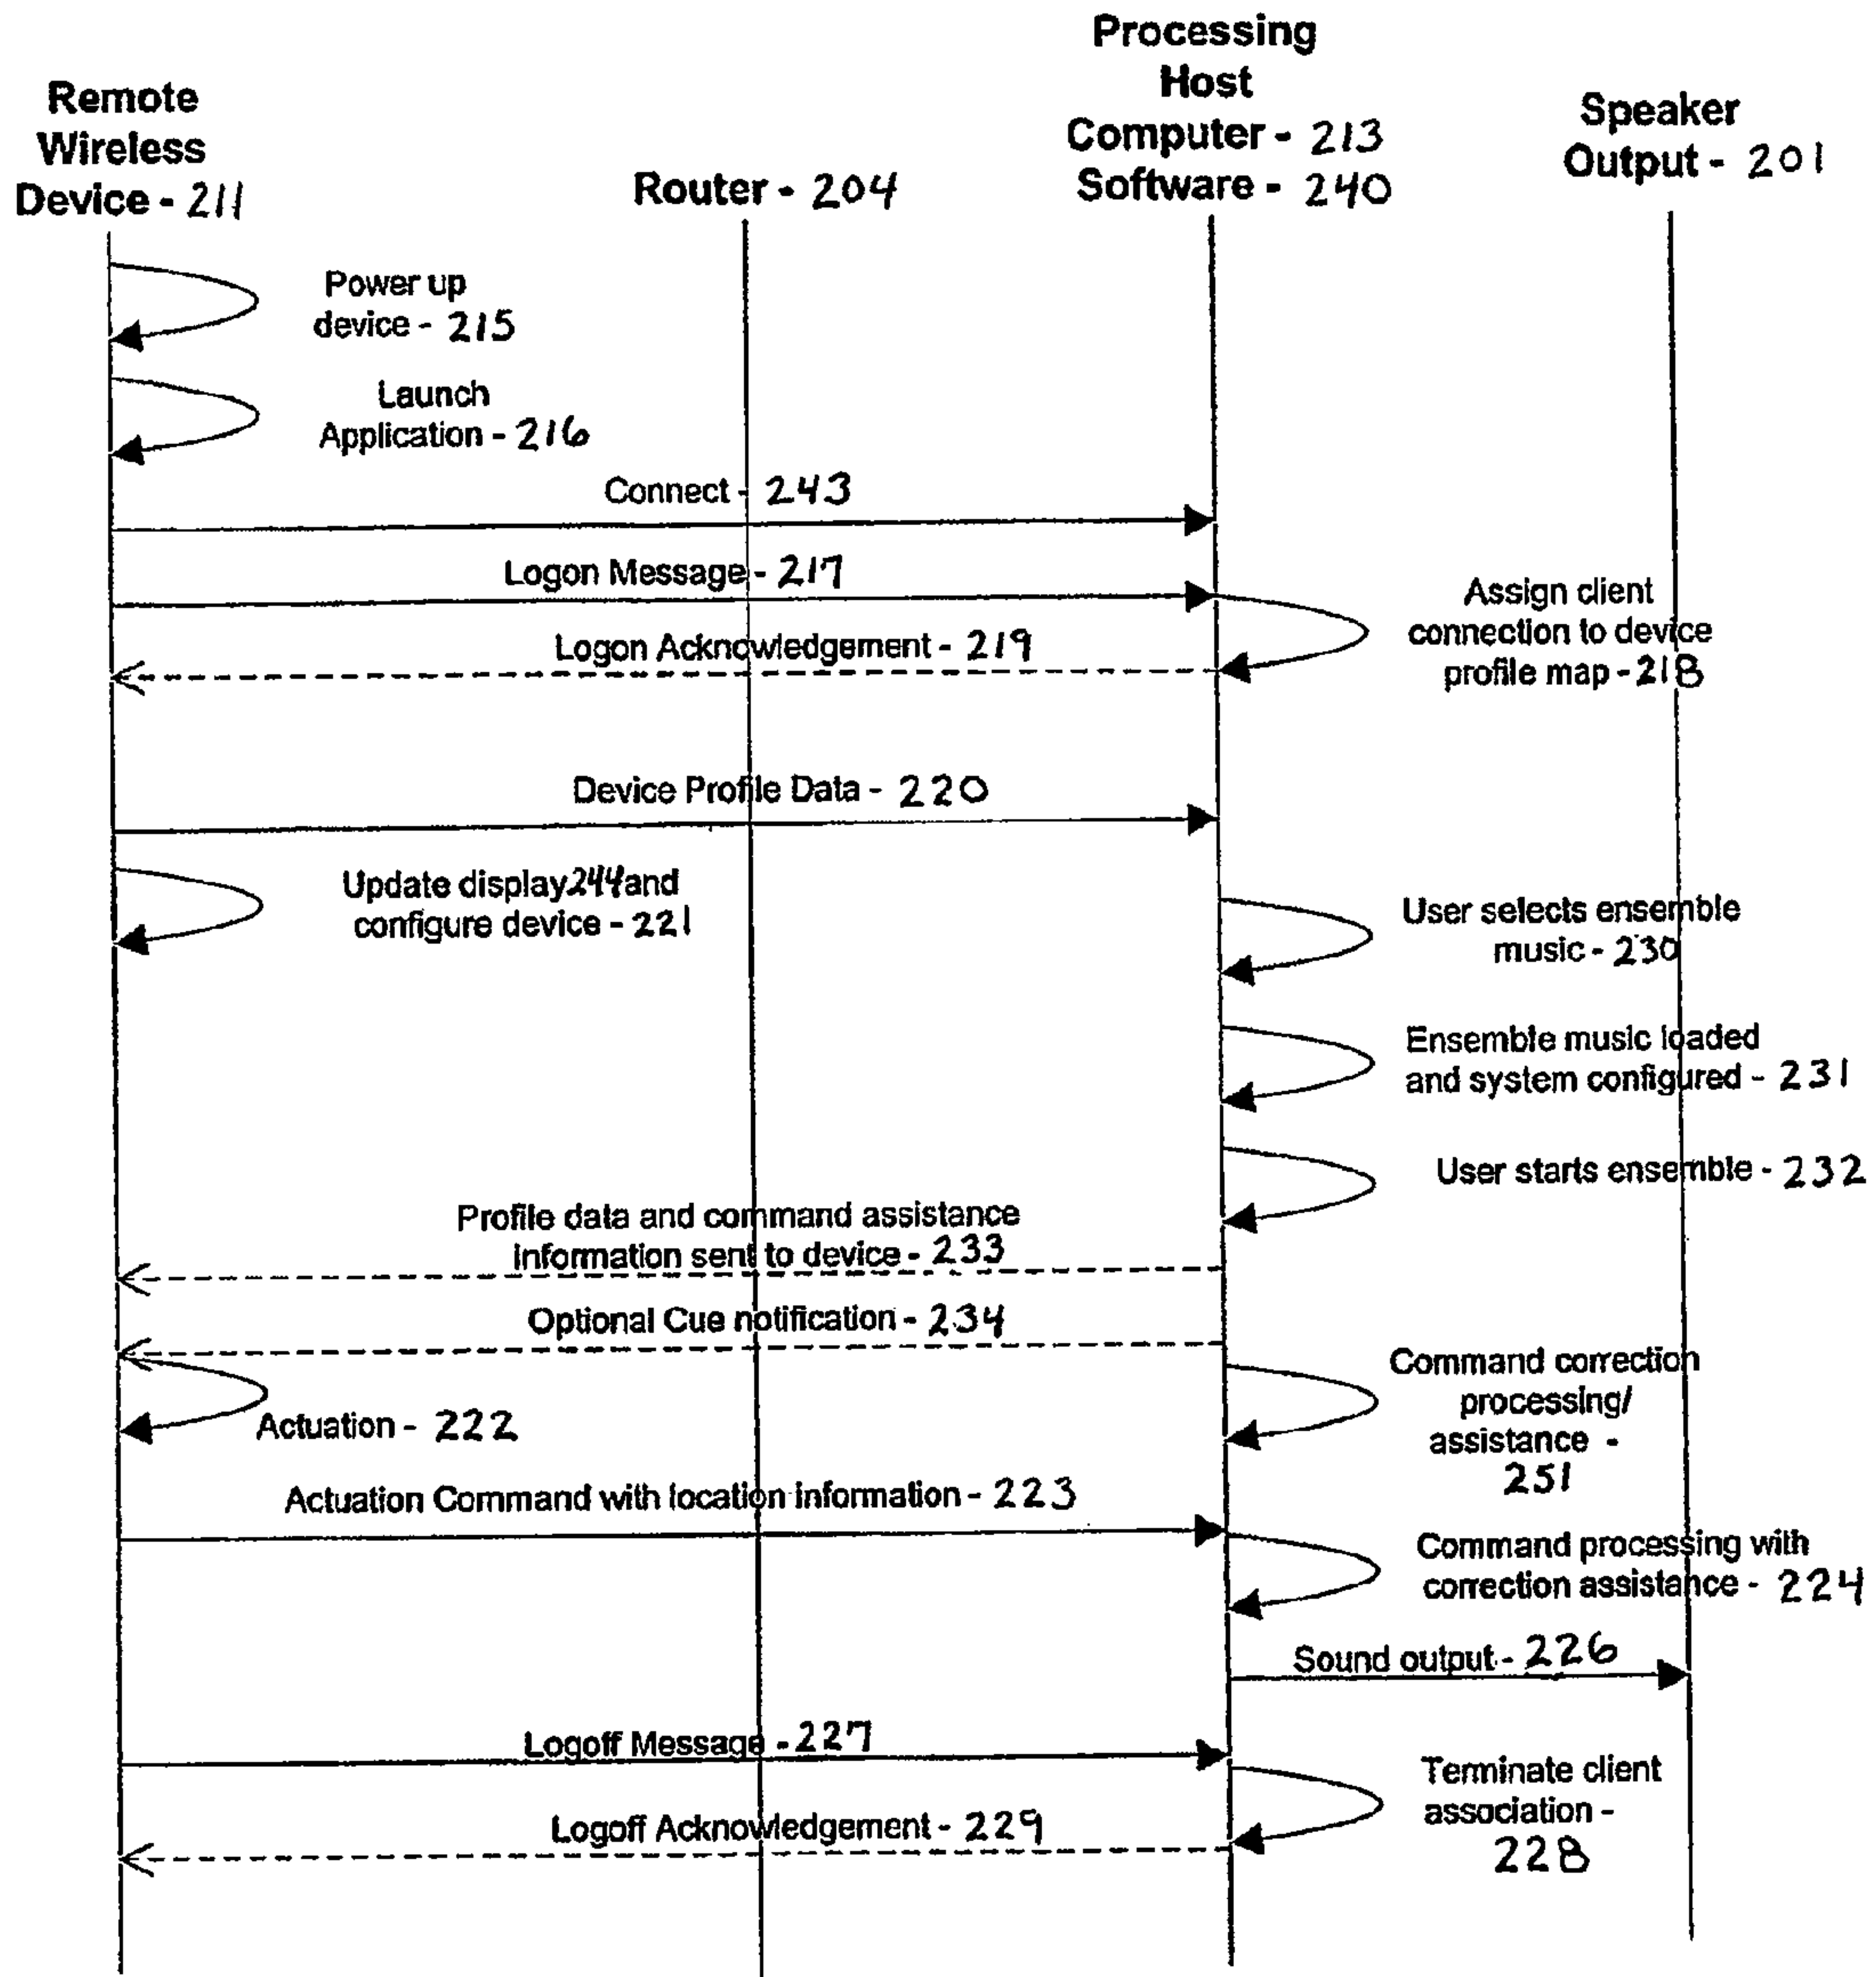 Remote
Wireless
Device - 211
Router - 204
Processing
Host
Computer - 213
Software - 240
Speaker
Output - 201
Power up
device - 215
Launch
Application - 216
Connect - 243
Logon Message - 217
Assign client
connection to device
profile map - 218
Logon Acknowledgement - 219
Device Profile Data - 220
Update display 244 and
configure device - 221
User selects ensemble
music - 230
Ensemble music loaded
and system configured - 231
User starts ensemble - 232
Profile data and command assistance
information sent to device - 233
Optional Cue notification - 234
Command correction
processing/
assistance -
251
Actuation - 222
Actuation Command with location information - 223
Command processing with
correction assistance - 224
Sound output - 226
Logoff Message - 227
Terminate client
association -
228
Logoff Acknowledgement - 229